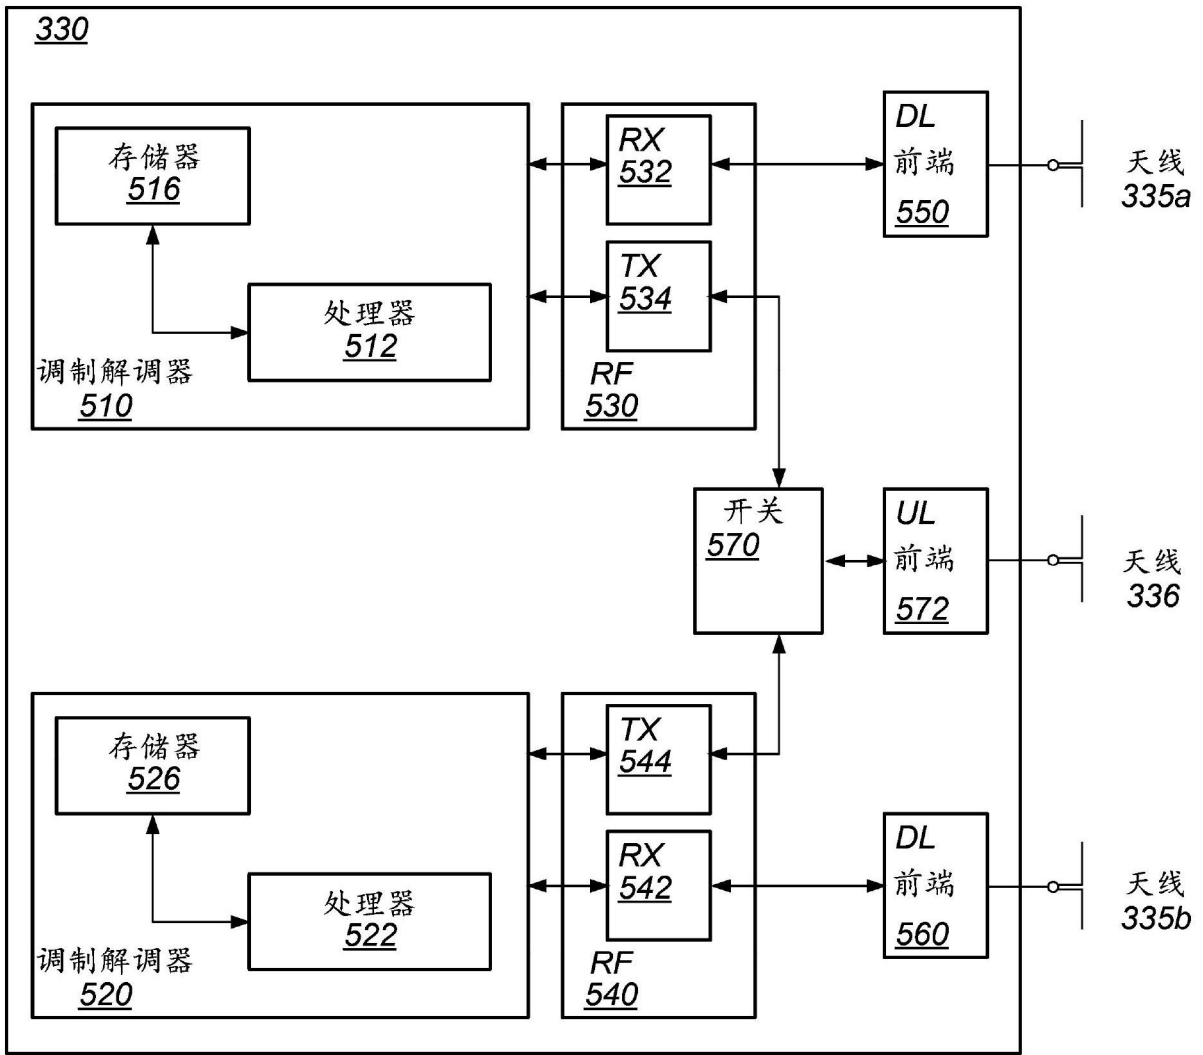 330
存储器
516
处理器
512
调制解调器
510
RX
532
TX
534
RF
530
DL
前端
550
天线
335a
开关
570
UL
前端
572
天线
336
存储器
526
处理器
522
调制解调器
520
TX
544
RX
542
RF
540
DL
前端
560
天线
335b